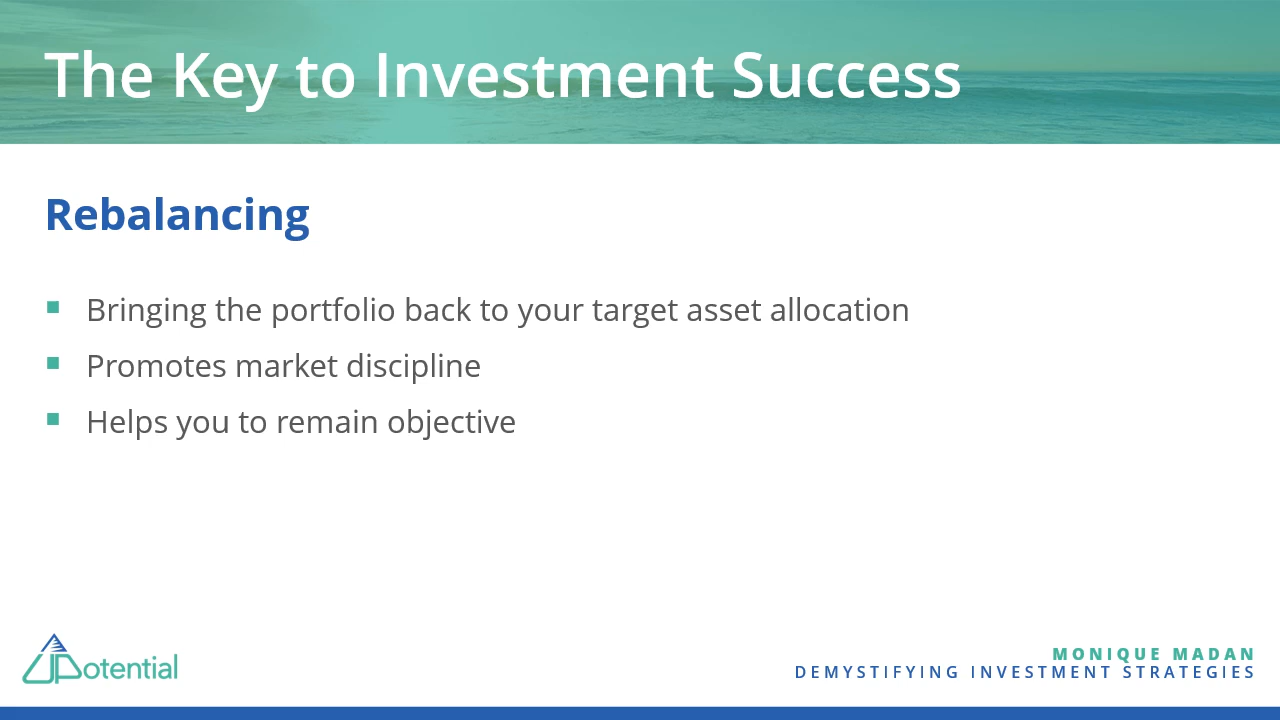 The Key to Investment Success
Rebalancing
Bringing the portfolio back to your target asset allocation
Promotes market discipline
Helps you to remain objective
UPotential
MONIQUE MADAN
DEMYSTIFYING INVESTMENT STRATEGIES